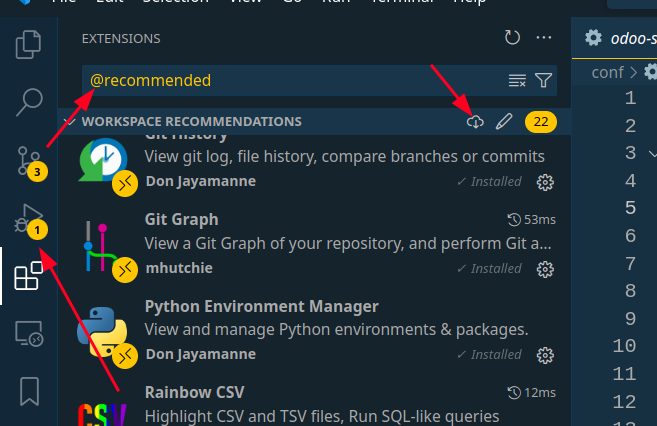 File Edit Selection View Go Run Terminal Help
EXTENSIONS
odoo-s
@recommended
conf >
WORKSPACE RECOMMENDATIONS
22
Git History
View git log, file history, compare branches or commits
Don Jayamanne
✓ Installed
Git Graph
53ms
View a Git Graph of your repository, and perform Git a...
mhutchie
✓ Installed
Python Environment Manager
View and manage Python environments & packages.
Don Jayamanne
✓ Installed
Rainbow CSV
12ms
Highlight CSV and TSV files, Run SQL-like queries
CSV
3
1
1
2
3
4
5
6
7
8
9
10
11
12